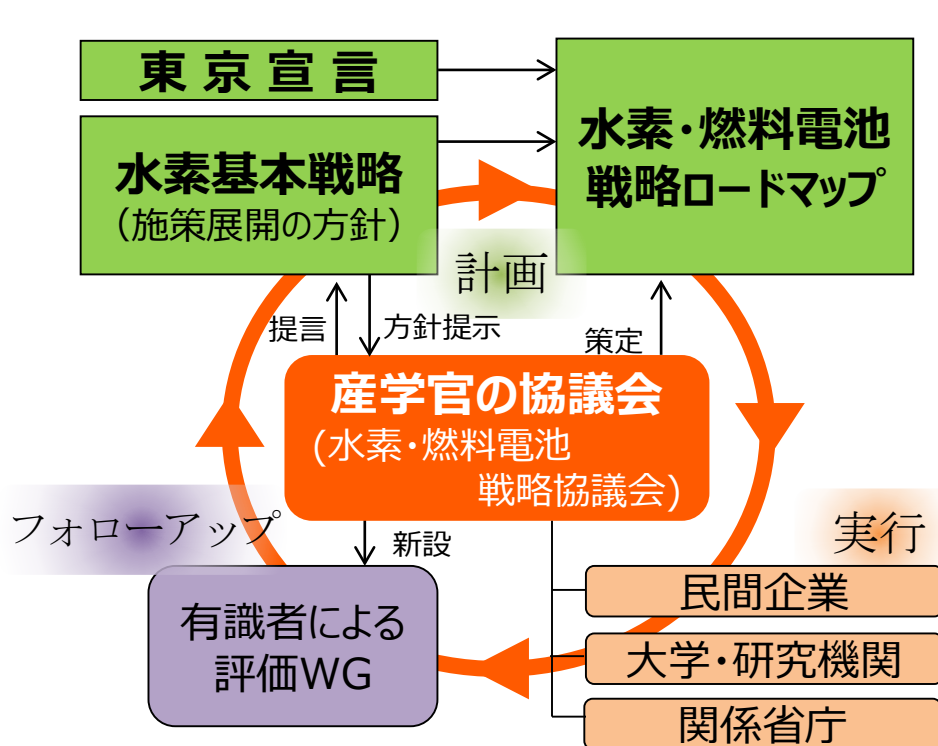 東京宣言
水素基本戦略
（施策展開の方針）
水素･燃料電池
戦略ロードマップ
計画
提言
方針提示
策定
産学官の協議会
(水素･燃料電池
戦略協議会)
フォローアップ
新設
実行
有識者による
評価WG
民間企業
大学･研究機関
関係省庁